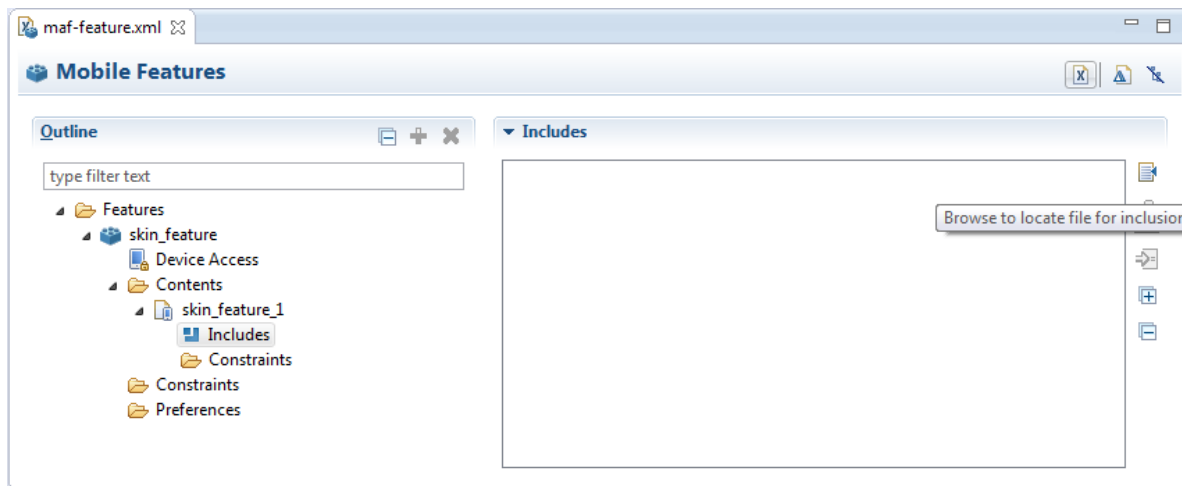 maf-feature.xml
Mobile Features
Outline
type filter text
Features
skin_feature
Device Access
Contents
skin_feature_1
Includes
Constraints
Constraints
Preferences
Includes
Browse to locate file for inclusion